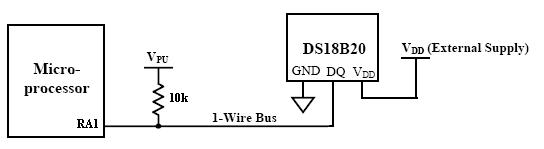 Micro-
processor
RA1
VPU
10k
1-Wire Bus
DS18B20
GND DQ VDD
VDD (External Supply)